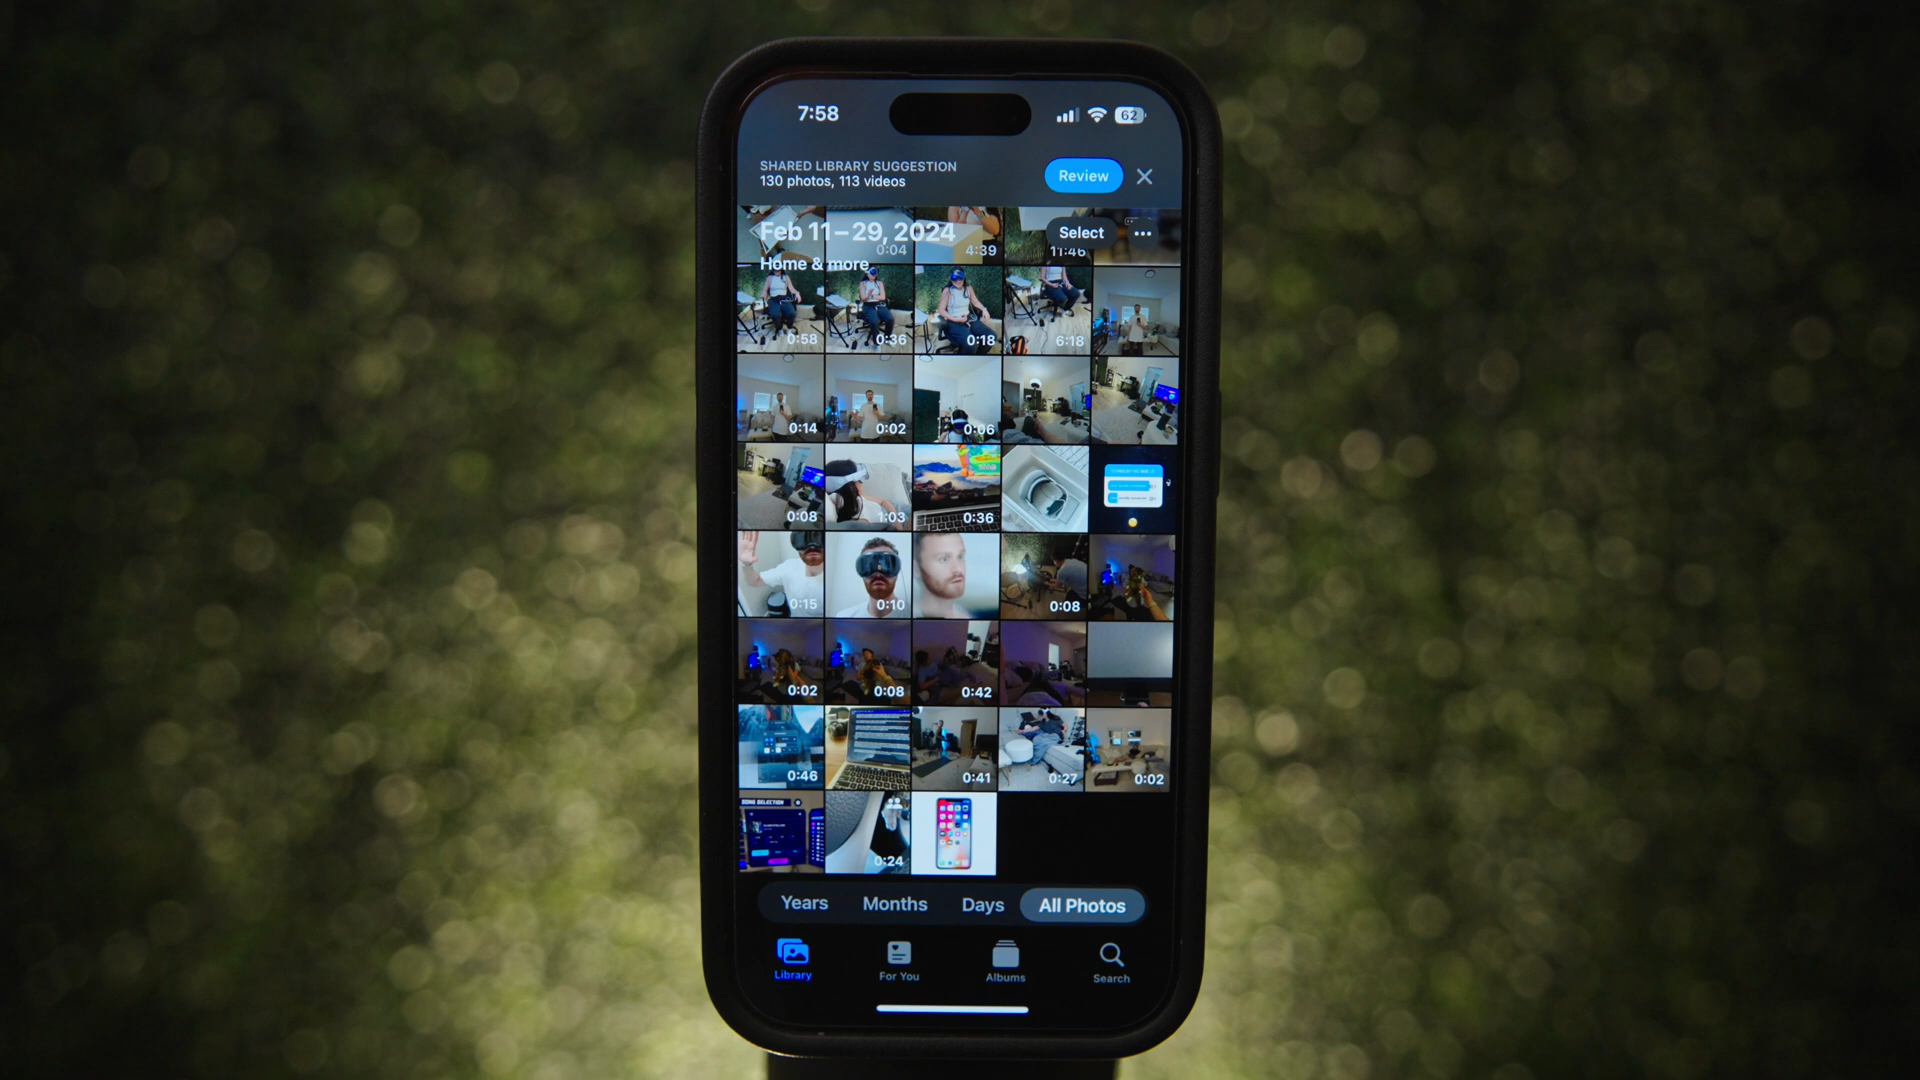 7:58
62
SHARED LIBRARY SUGGESTION
130 photos, 113 videos
Review
Feb 11–29, 2024
Select
0:04
4:39
11:46
Home & more
0:58
0:36
0:18
6:18
0:14
0:02
0:06
0:08
1:03
0:36
0:15
0:10
0:08
0:02
0:08
0:42
0:46
0:41
0:27
0:02
SONG SELECTION
0:24
Years
Months
Days
All Photos
Library
For You
Albums
Search